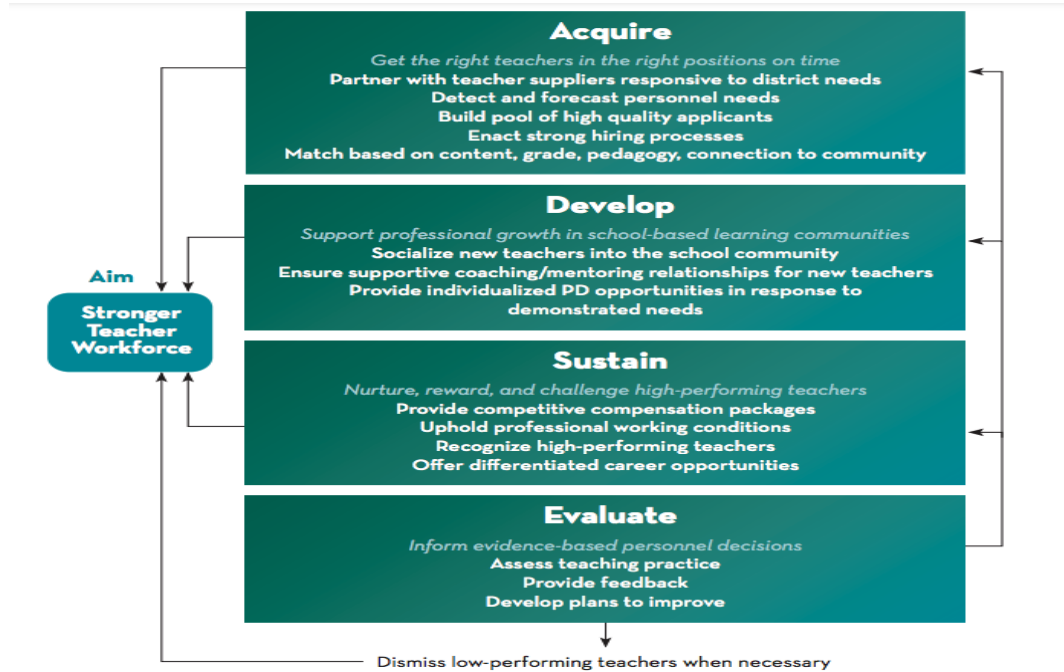 Acquire
Get the right teachers in the right positions on time
Partner with teacher suppliers responsive to district needs
Detect and forecast personnel needs
Build pool of high quality applicants
Enact strong hiring processes
Match based on content, grade, pedagogy, connection to community
Develop
Support professional growth in school-based learning communities
Socialize new teachers into the school community
Ensure supportive coaching/mentoring relationships for new teachers
Provide individualized PD opportunities in response to
demonstrated needs
Aim
Stronger
Teacher
Workforce
Sustain
Nurture, reward, and challenge high-performing teachers
Provide competitive compensation packages
Uphold professional working conditions
Recognize high-performing teachers
Offer differentiated career opportunities
Evaluate
Inform evidence-based personnel decisions
Assess teaching practice
Provide feedback
Develop plans to improve
Dismiss low-performing teachers when necessary